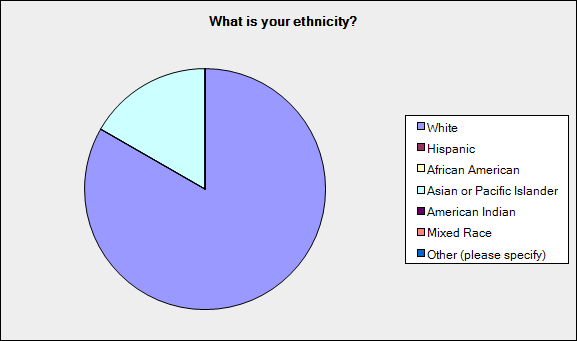 What is your ethnicity?
White
Hispanic
African American
Asian or Pacific Islander
American Indian
Mixed Race
Other (please specify)